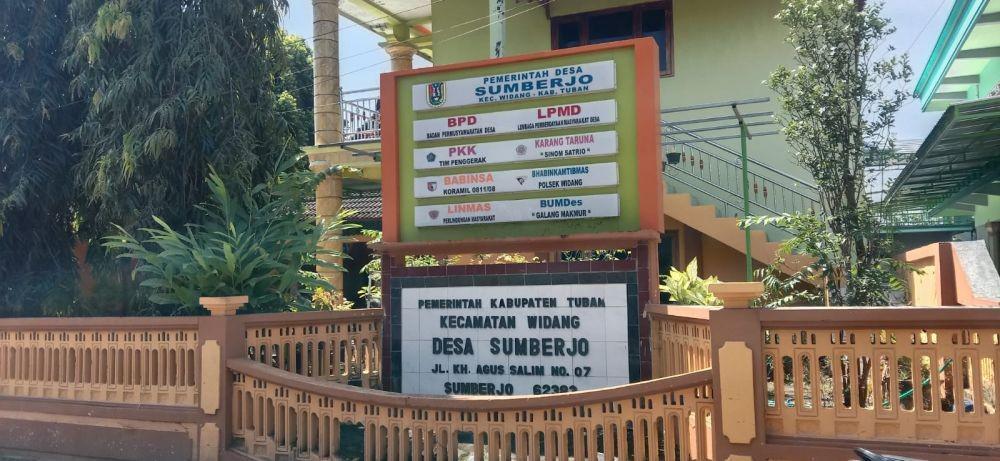 PEMERINTAH DESA
SUMBERJO
KEC. WIDANG - KAB. TUBAN
BPD
BADAN PERMUSYAWARATAN DESA
LPMD
LEMBAGA PEMBERDAYAAN MASYARAKAT DESA
PKK
TIM PENGGERAK
KARANG TARUNA
"SINOM SATRIO"
BABINSA
KORAMIL 0811/08
BHABINKAMTIBMAS
POLSEK WIDANG
LINMAS
PERLINDUNGAN MASYARAKAT
BUMDes
"GALANG MAKMUR"
PEMERINTAH KABUPATEN TUBAN
KECAMATAN WIDANG
DESA SUMBERJO
JL. KH. AGUS SALIM NO. 07
SUMBERJO 62383